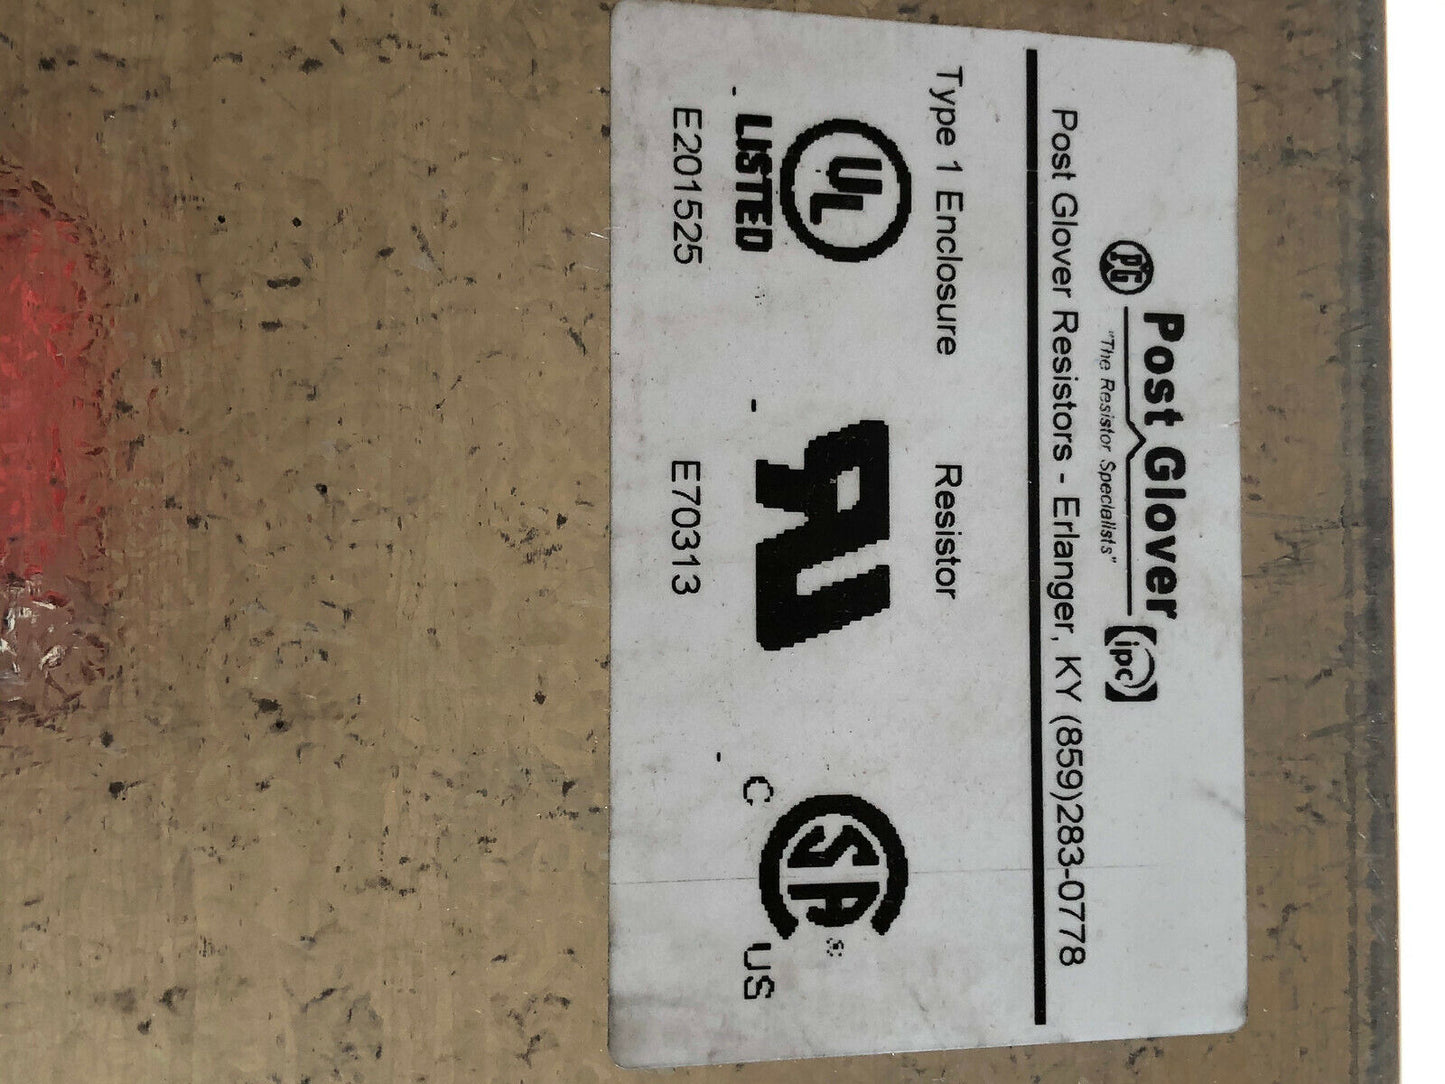 PG
Post Glover
"The Resistor Specialists"
ipc
Post Glover Resistors - Erlanger, KY (859)283-0778
Type 1 Enclosure
Resistor
UL
LISTED
E201525
RU
E70313
SA
C US